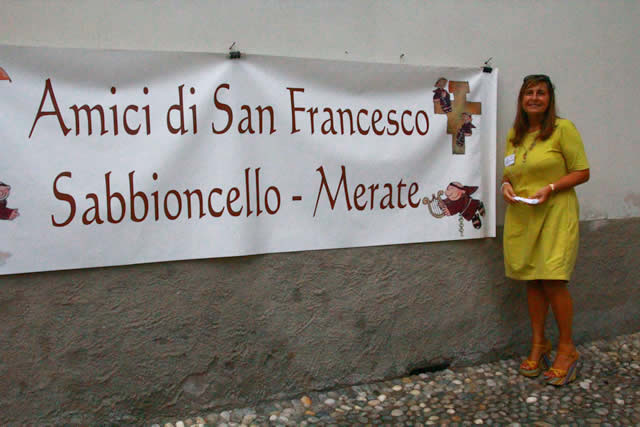 Amici di San Francesco
Sabbioncello - Merate